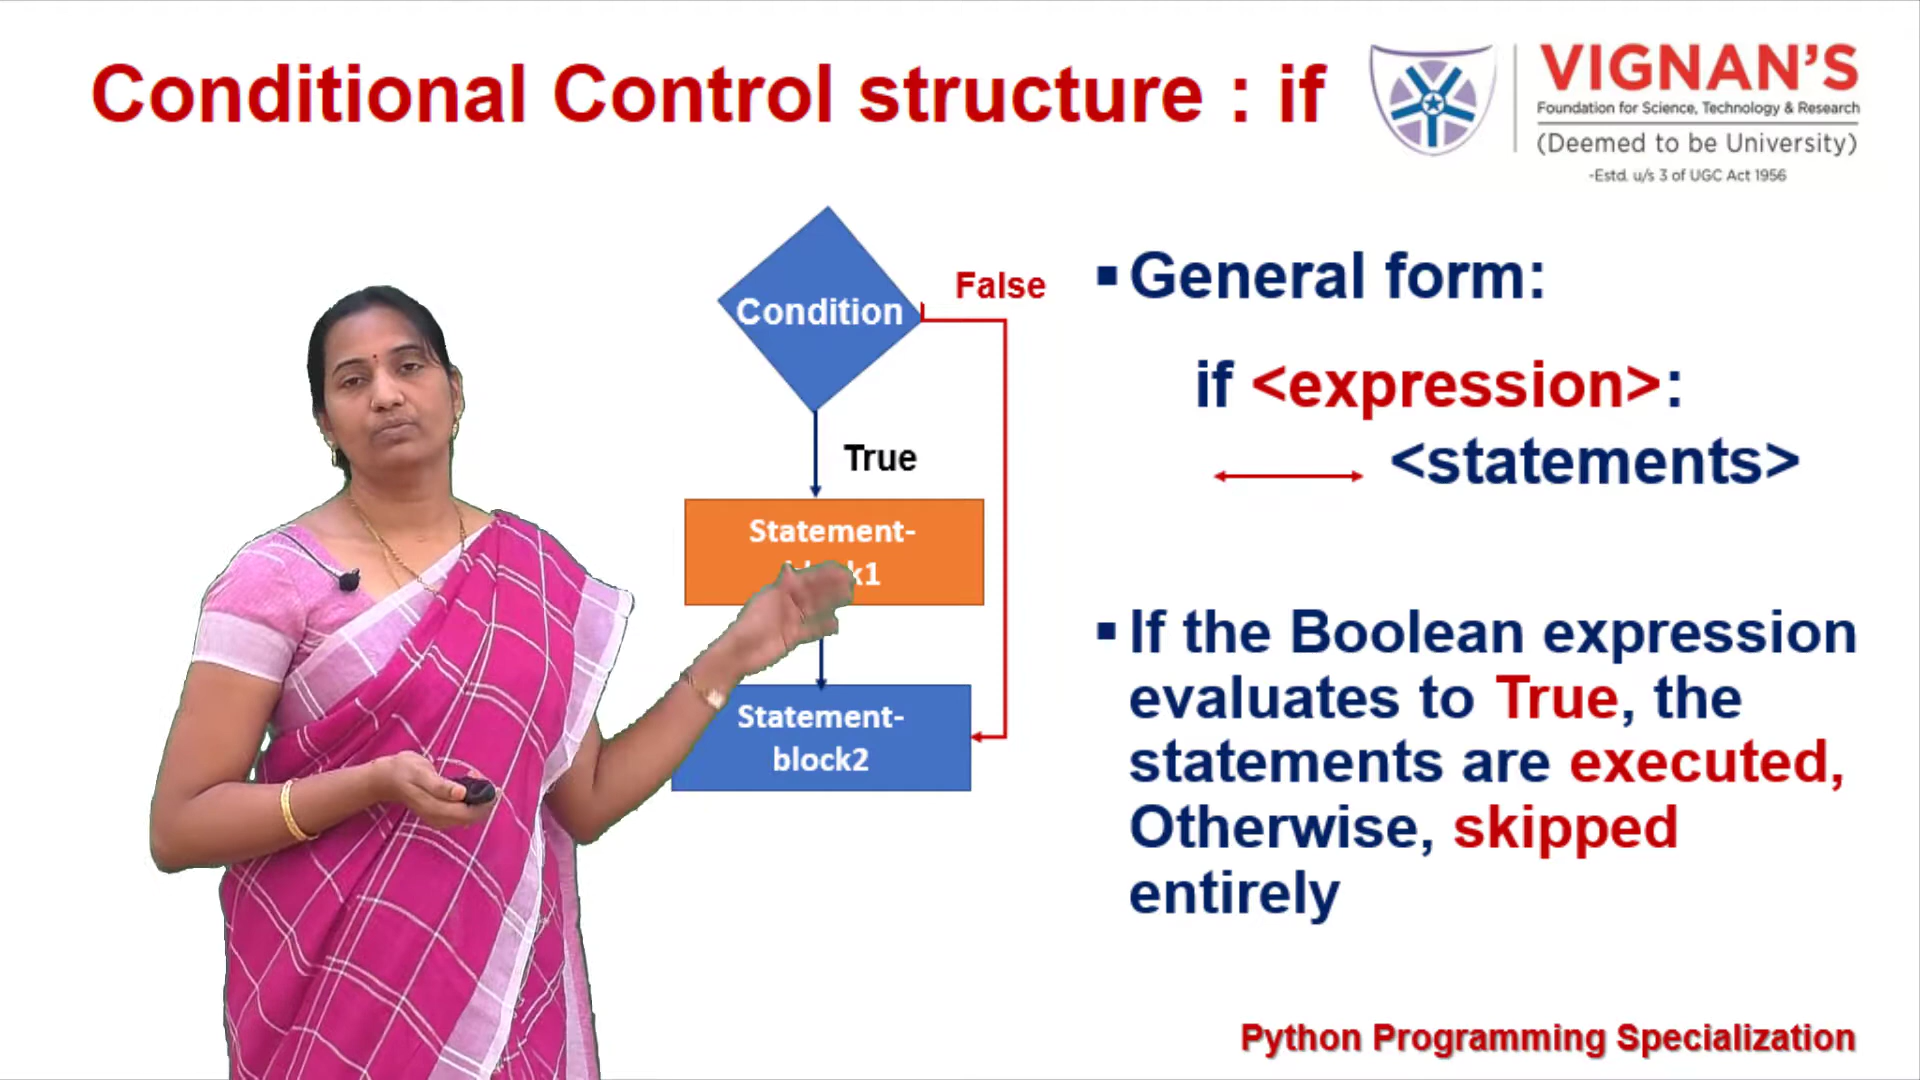 Conditional Control structure : if
VIGNAN'S
Foundation for Science, Technology & Research
(Deemed to be University)
-Estd. u/s 3 of UGC Act 1956
Condition
False
True
Statement-
Statement-
block2
▪General form:
if <expression>:
<statements>
▪If the Boolean expression
evaluates to True, the
statements are executed,
Otherwise, skipped
entirely
Python Programming Specialization